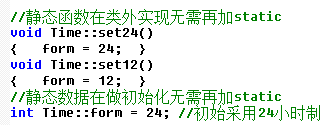 //静态函数在类外实现无需再加static
void Time::set24()
{   form = 24;  }
void Time::set12()
{   form = 12;  }
//静态数据在做初始化无需再加static
int Time::form = 24; //初始采用24小时制